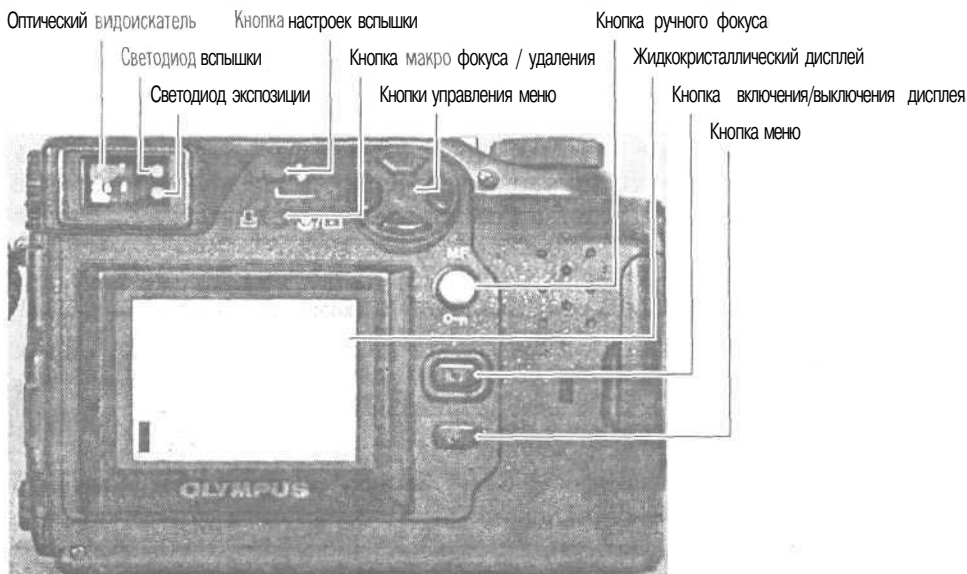 Оптический видоискатель
Кнопка настроек вспышки
Кнопка ручного фокуса
Светодиод вспышки
Кнопка макро фокуса / удаления
Жидкокристаллический дисплей
Светодиод экспозиции
Кнопки управления меню
Кнопка включения/выключения дисплея
Кнопка меню
MF
OLYMPUS